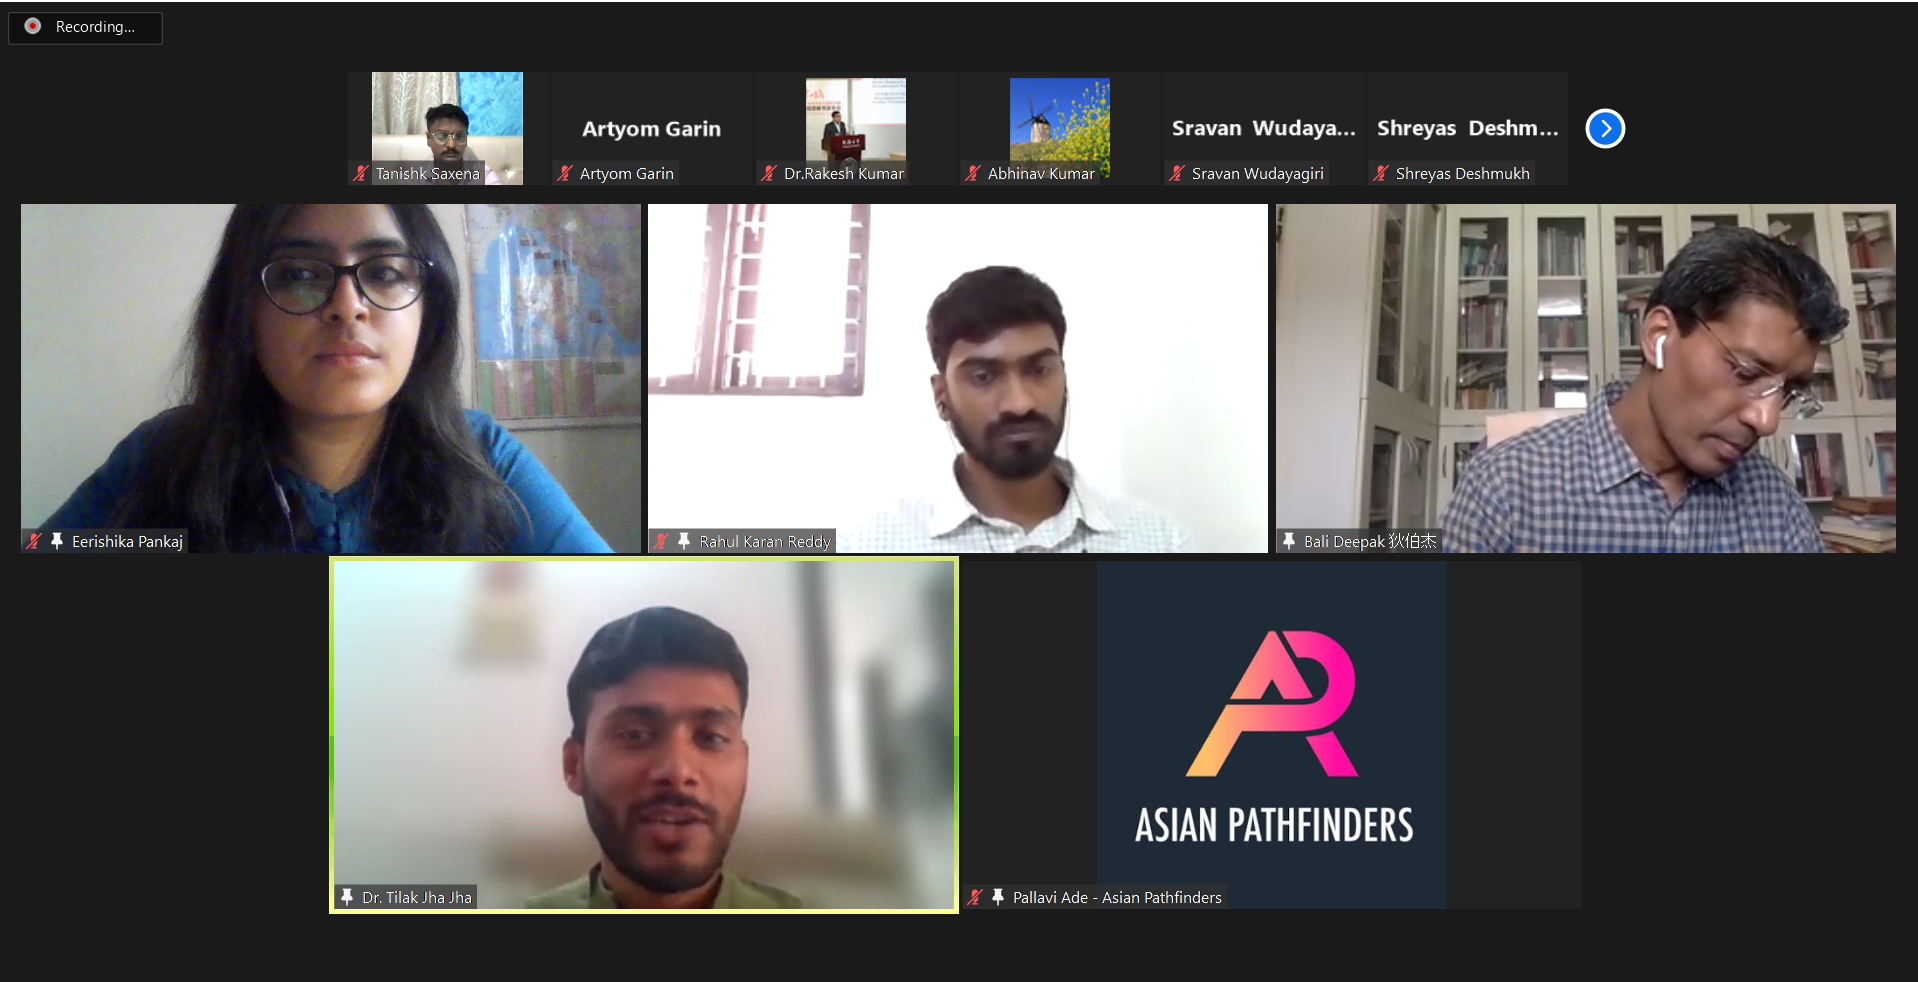 Recording...
Artyom Garin
Sravan Wudaya...
Shreyas Deshm...
Tanishk Saxena
Artyom Garin
Dr.Rakesh Kumar
Abhinav Kumar
Sravan Wudayagiri
Shreyas Deshmukh
Eerishika Pankaj
Rahul Karan Reddy
Bali Deepak 狄伯杰
Dr. Tilak Jha Jha
ASIAN PATHFINDERS
Pallavi Ade - Asian Pathfinders